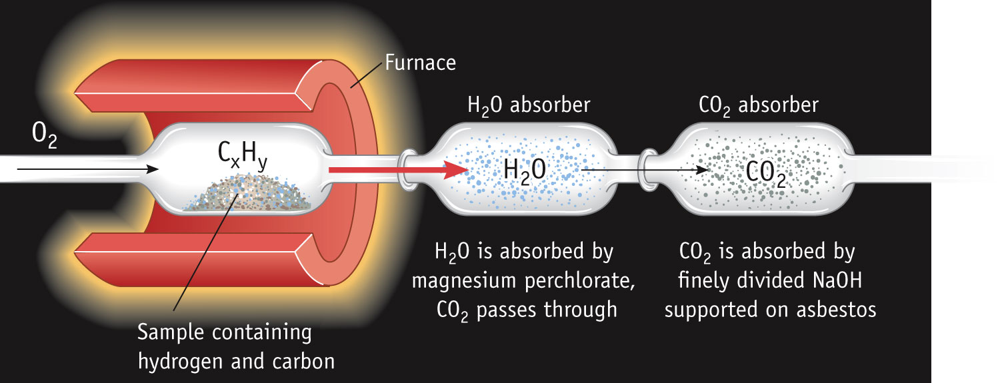 Furnace
H₂O absorber
CO₂ absorber
O₂
CₓHᵧ
H₂O
CO₂
H₂O is absorbed by
magnesium perchlorate,
CO₂ passes through
CO₂ is absorbed by
finely divided NaOH
supported on asbestos
Sample containing
hydrogen and carbon